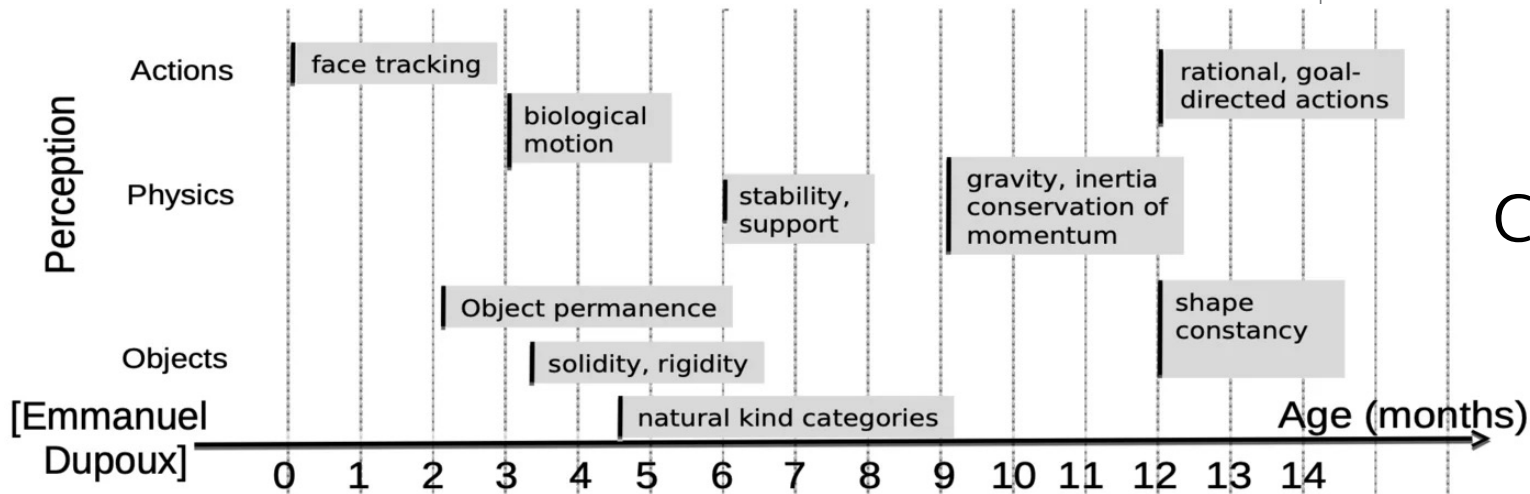 Actions
face tracking
rational, goal-
directed actions
biological
motion
Perception
Physics
stability,
support
gravity, inertia
conservation of
momentum
C
Object permanence
shape
constancy
Objects
solidity, rigidity
natural kind categories
[Emmanuel
Dupoux]
Age (months)
0 1 2 3 4 5 6 7 8 9 10 11 12 13 14